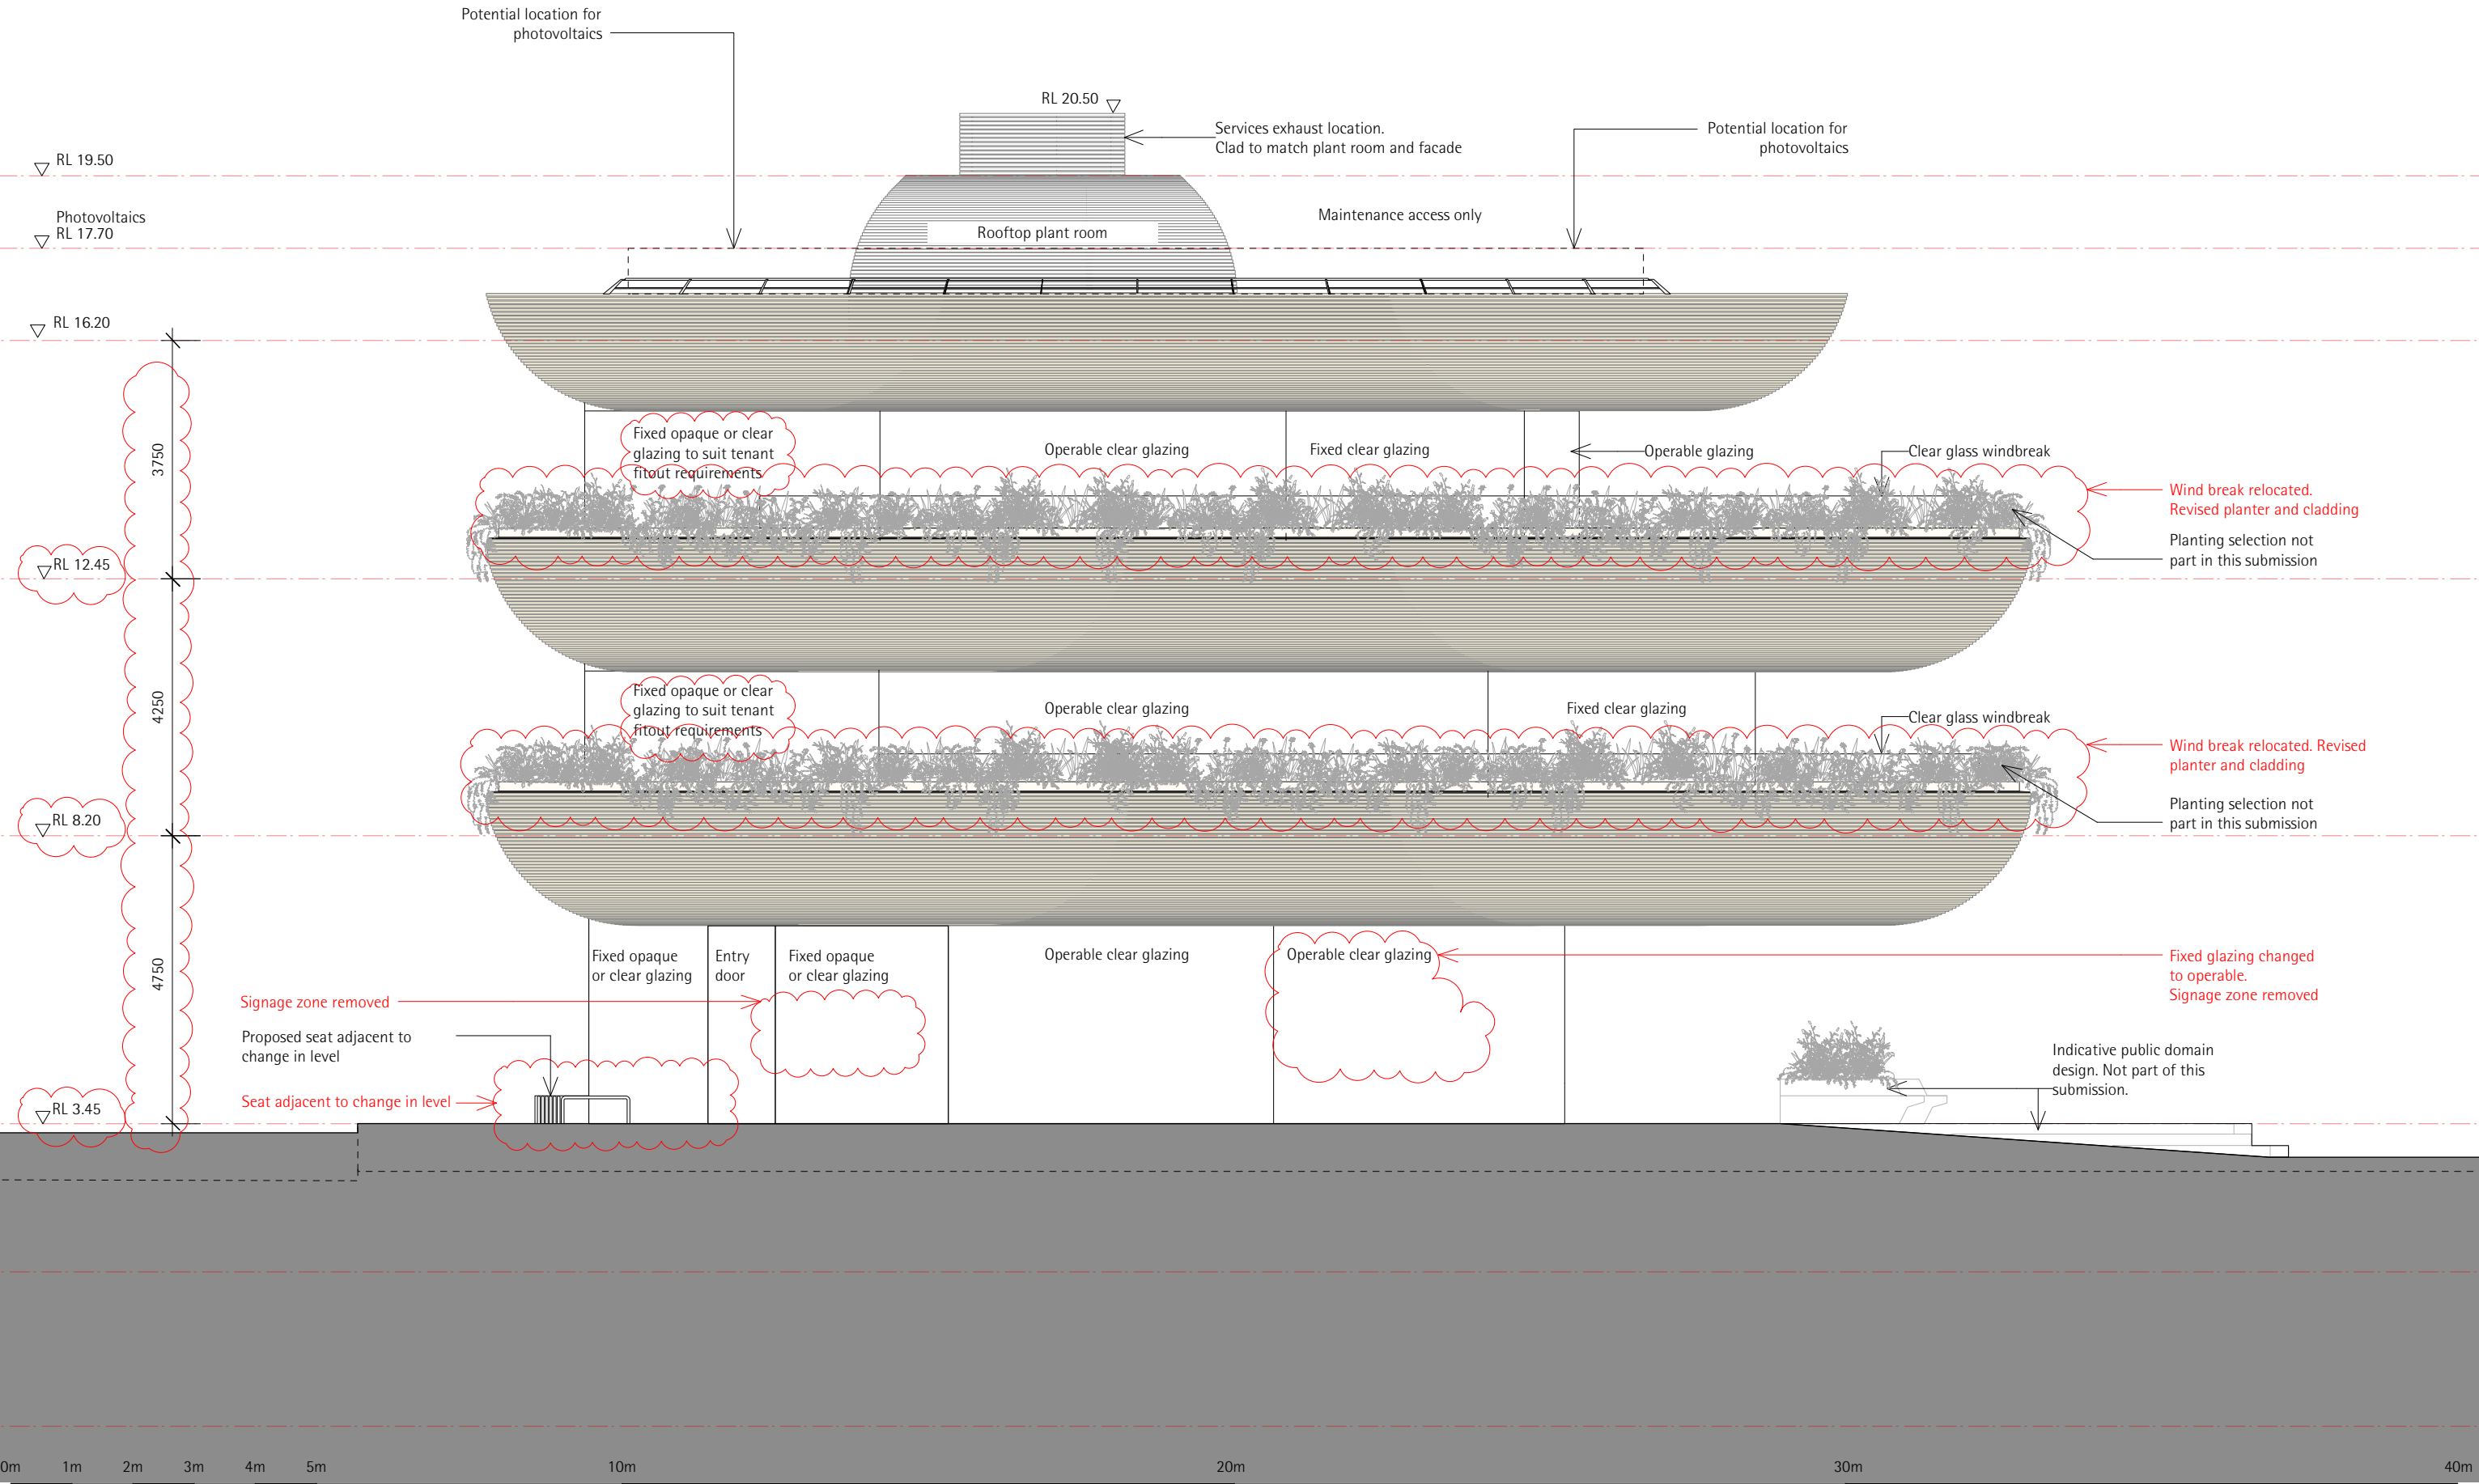 Potential location for
photovoltaics
RL 20.50
Services exhaust location.
Clad to match plant room and facade
Potential location for
photovoltaics
RL 19.50
Photovoltaics
RL 17.70
Maintenance access only
Rooftop plant room
RL 16.20
3750
Fixed opaque or clear
glazing to suit tenant
fitout requirements
Operable clear glazing
Fixed clear glazing
Operable glazing
Clear glass windbreak
Wind break relocated.
Revised planter and cladding
Planting selection not
part in this submission
RL 12.45
4250
Fixed opaque or clear
glazing to suit tenant
fitout requirements
Operable clear glazing
Fixed clear glazing
Clear glass windbreak
Wind break relocated. Revised
planter and cladding
Planting selection not
part in this submission
RL 8.20
4750
Fixed opaque
or clear glazing
Entry
door
Fixed opaque
or clear glazing
Operable clear glazing
Operable clear glazing
Fixed glazing changed
to operable.
Signage zone removed
Signage zone removed
Proposed seat adjacent to
change in level
Seat adjacent to change in level
Indicative public domain
design. Not part of this
submission.
RL 3.45
0m 1m 2m 3m 4m 5m 10m 20m 30m 40m